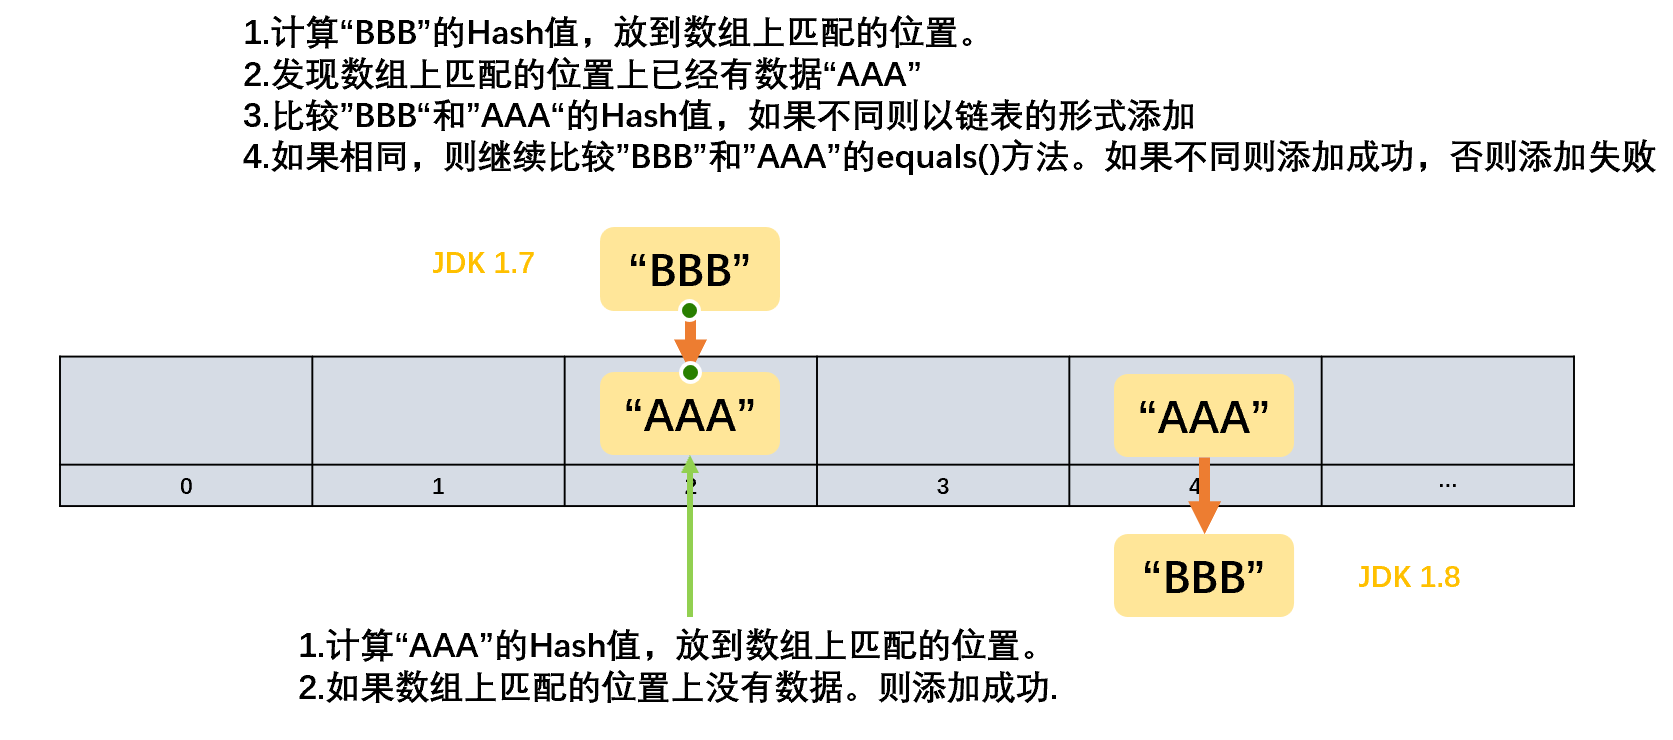 1.计算“BBB”的Hash值，放到数组上匹配的位置。
2.发现数组上匹配的位置上已经有数据“AAA”
3.比较”BBB“和”AAA“的Hash值，如果不同则以链表的形式添加
4.如果相同，则继续比较”BBB”和”AAA”的equals()方法。如果不同则添加成功，否则添加失败
JDK 1.7
“BBB”
“AAA”
“AAA”
0
1
2
3
4
...
“BBB”
JDK 1.8
1.计算“AAA”的Hash值，放到数组上匹配的位置。
2.如果数组上匹配的位置上没有数据。则添加成功.